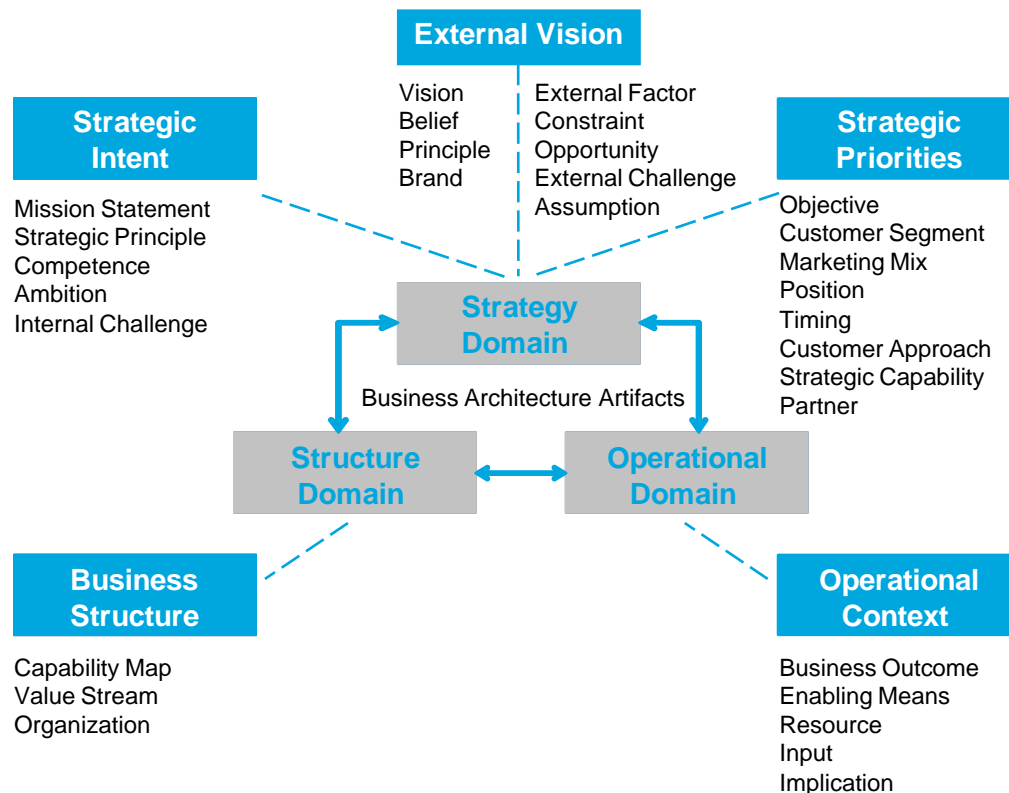 External Vision
Vision
Belief
Principle
Brand
External Factor
Constraint
Opportunity
External Challenge
Assumption
Strategic
Intent
Mission Statement
Strategic Principle
Competence
Ambition
Internal Challenge
Strategic
Priorities
Objective
Customer Segment
Marketing Mix
Position
Timing
Customer Approach
Strategic Capability
Partner
Strategy
Domain
Business Architecture Artifacts
Structure
Domain
Operational
Domain
Business
Structure
Capability Map
Value Stream
Organization
Operational
Context
Business Outcome
Enabling Means
Resource
Input
Implication